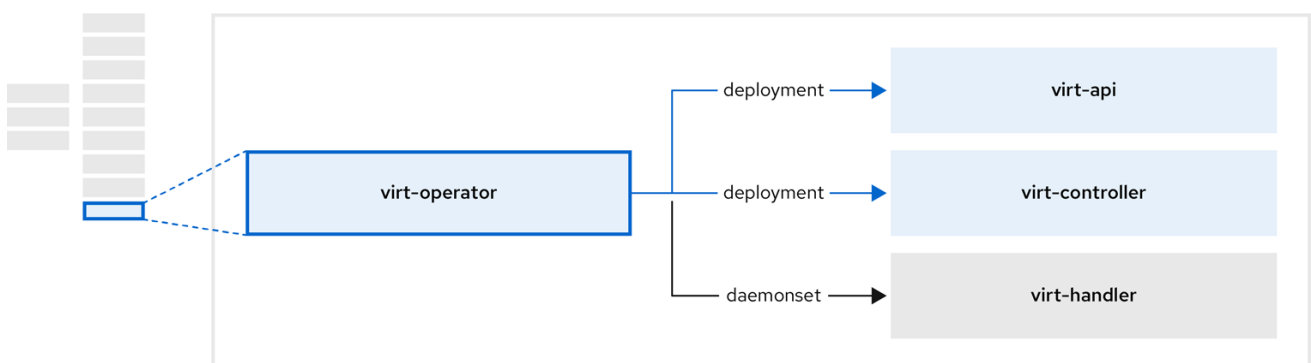 deployment
virt-api
virt-operator
deployment
virt-controller
daemonset
virt-handler